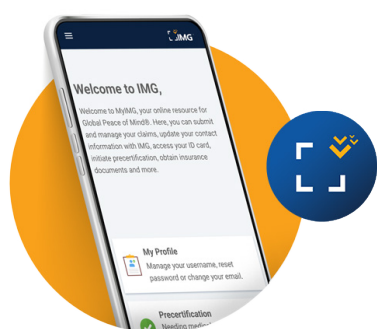 IMG
Welcome to IMG,
Welcome to MyIMG, your online resource for
Global Peace of Mind®. Here, you can submit
and manage your claims, update your contact
information with IMG, access your ID card,
initiate precertification, obtain insurance
documents and more.
My Profile
Manage your username, reset
password or change your email.
Precertification
Needing medic